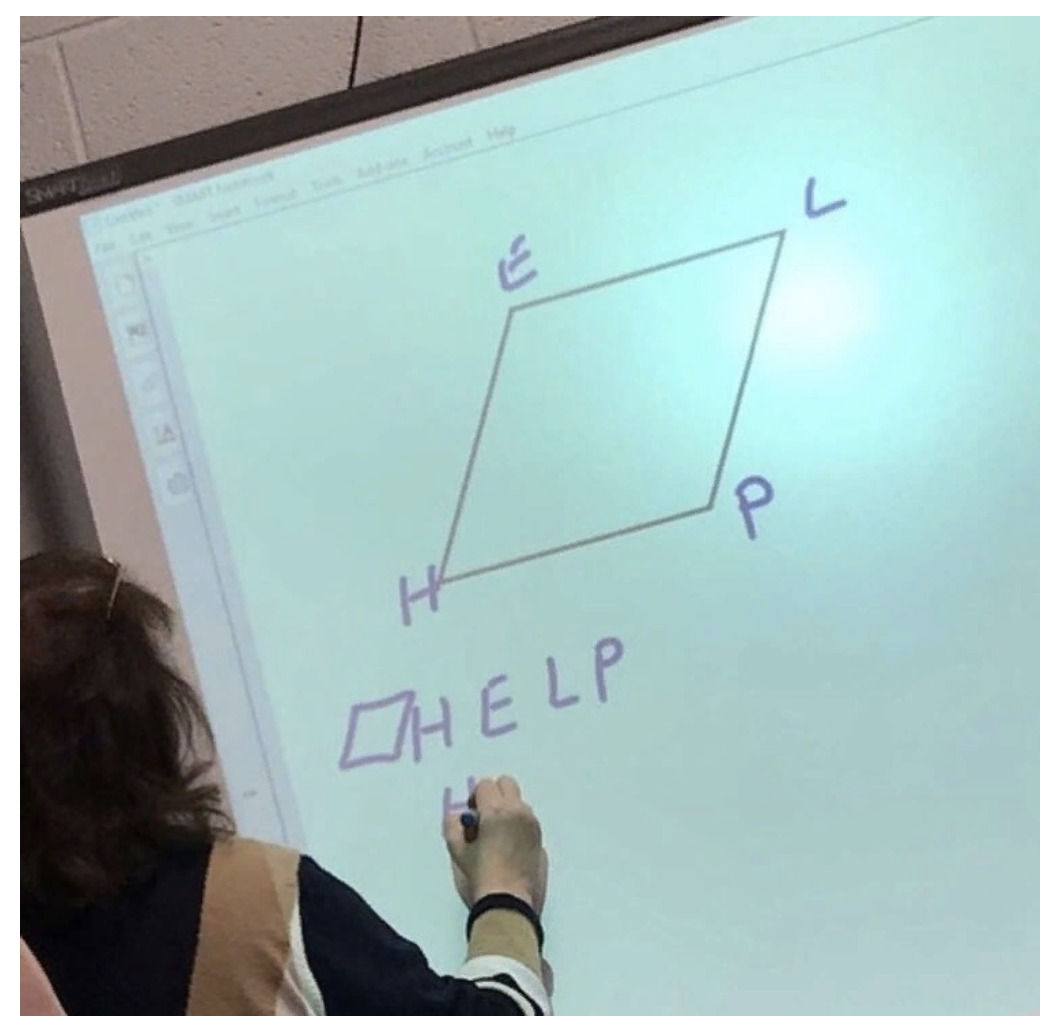 SMART Board
Untitled * - SMART Notebook
File Edit View Insert Format Tools Add-ons Account Help
E
L
H
P
▱HELP
H